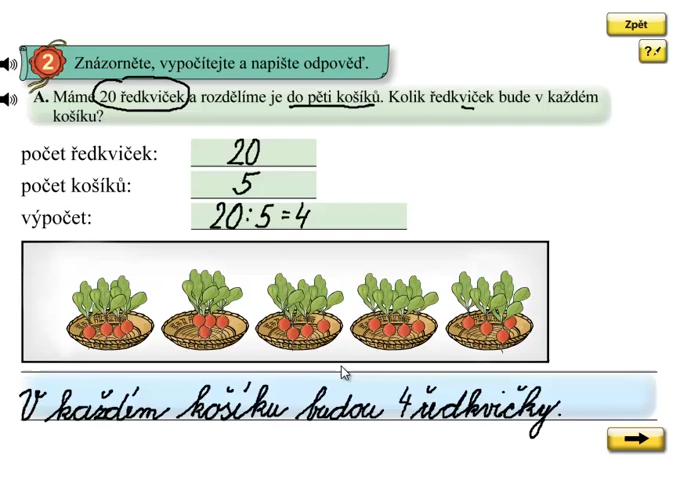 Zpět
2 Znázorněte, vypočítejte a napište odpověď.
?✓
A. Máme 20 ředkviček a rozdělíme je do pěti košíků. Kolik ředkviček bude v každém
košíku?
počet ředkviček: 20
počet košíků: 5
výpočet: 20:5=4
V každém košíku budou 4 ředkvičky.